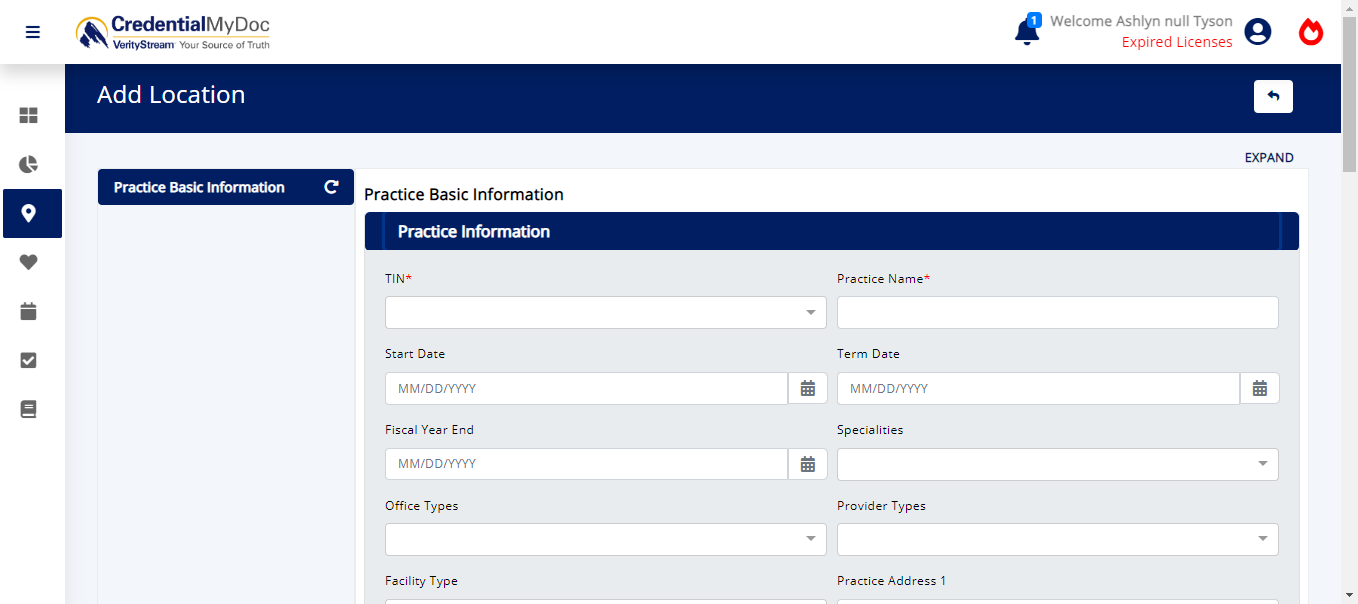 CredentialMyDoc
VerityStream Your Source of Truth
1
Welcome Ashlyn null Tyson
Expired Licenses
Add Location
EXPAND
Practice Basic Information
Practice Basic Information
Practice Information
TIN*
Practice Name*
Start Date
Term Date
MM/DD/YYYY
MM/DD/YYYY
Fiscal Year End
Specialities
MM/DD/YYYY
Office Types
Provider Types
Facility Type
Practice Address 1